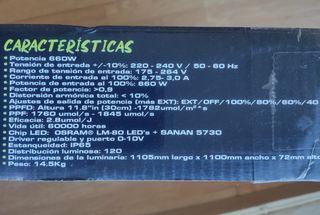 CARACTERÍSTICAS
• Potencia 660W
• Tensión de entrada +/-10%: 220 - 240 V / 50 - 60 Hz
• Rango de tensión de entrada: 175 - 264 V
• Corriente de entrada al 100%: 2,75- 3,0 A
• Potencia de entrada al 100%: 660 W
• Factor de potencia: >0,9
• Distorsión armónica total: < 10%
• Ajustes de salida de potencia (más EXT): EXT/OFF/100%/80%/60%/40
• PPFD Altura 11.8"in (30cm) -1782umol/m²*s
• PPF: 1760 umol/s - 1845 umol/s
• Eficacia: 2.8umol/J
• Vida útil: 60000 horas
• Chip LED: OSRAM® LM-80 LED's + SANAN 5730
• Driver regulable y puerto 0-10V
• Estanqueidad: IP65
• Distribución luminosa: 120
• Dimensiones de la luminaria: 1105mm largo x 1100mm ancho x 72mm alt
• Peso: 14.5Kg